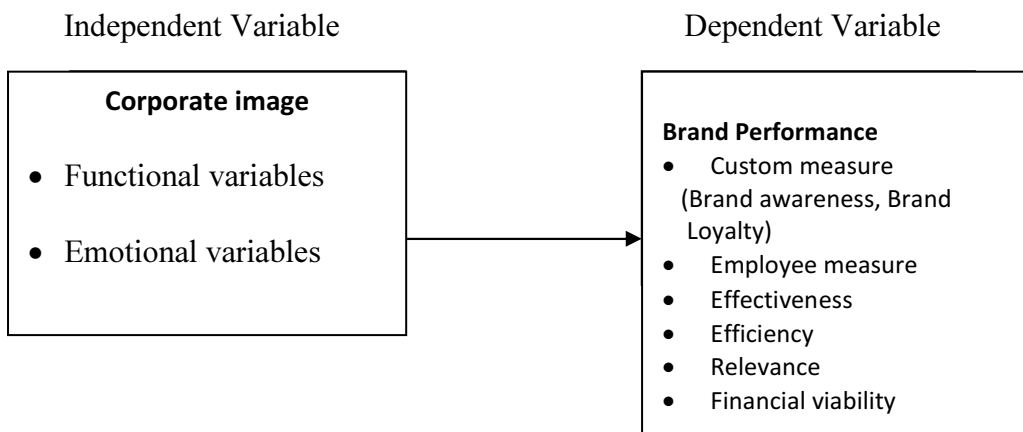 Independent Variable
Dependent Variable
Corporate image
• Functional variables
• Emotional variables
Brand Performance
• Custom measure
(Brand awareness, Brand
Loyalty)
• Employee measure
• Effectiveness
• Efficiency
• Relevance
• Financial viability